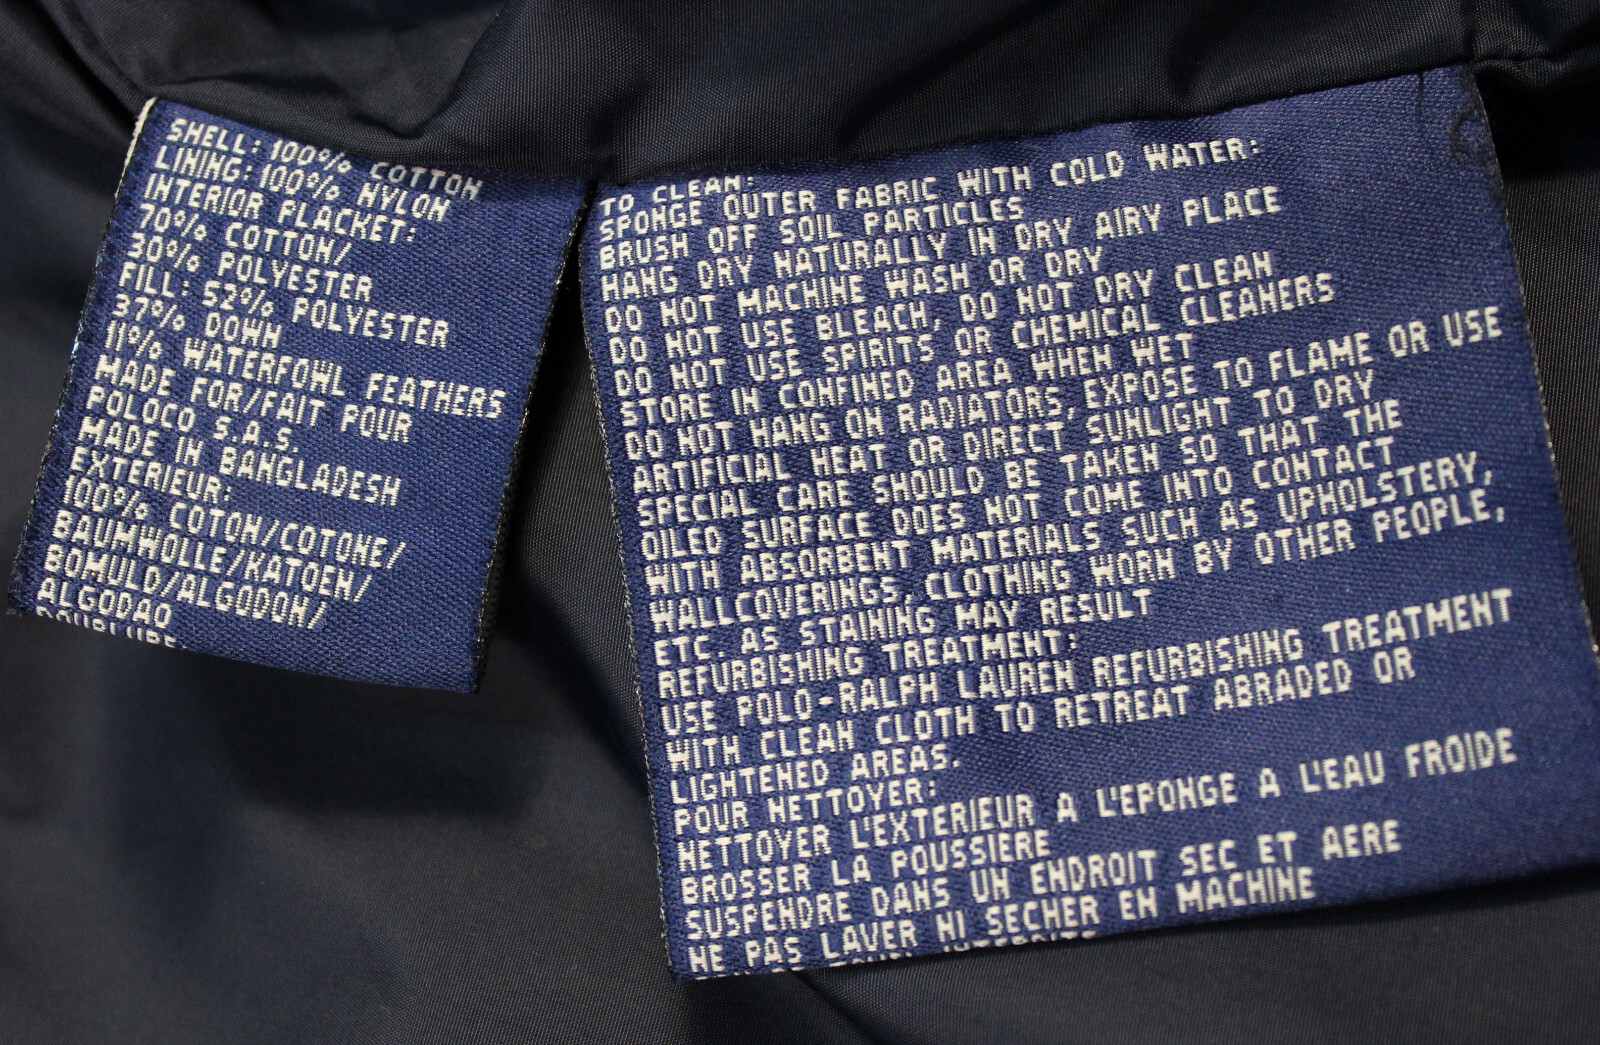 SHELL: 100% COTTON
LINING: 100% NYLON
INTERIOR PLACKET:
70% COTTON/
30% POLYESTER
FILL: 52% POLYESTER
37% DOWN
11% WATERFOWL FEATHERS
MADE FOR/FAIT POUR
POLOCO S.A.S.
MADE IN BANGLADESH
EXTERIEUR:
100% COTON/COTONE/
BAUMWOLLE/KATOEN/
BOMULD/ALGODON/
ALGODAO
DOUBLURE
TO CLEAN:
SPONGE OUTER FABRIC WITH COLD WATER:
BRUSH OFF SOIL PARTICLES
HANG DRY NATURALLY IN DRY AIRY PLACE
DO NOT MACHINE WASH OR DRY
DO NOT USE BLEACH, DO NOT DRY CLEAN
DO NOT USE SPIRITS OR CHEMICAL CLEANERS
STORE IN CONFINED AREA WHEN WET
DO NOT HANG ON RADIATORS, EXPOSE TO FLAME OR USE
ARTIFICIAL HEAT OR DIRECT SUNLIGHT TO DRY
SPECIAL CARE SHOULD BE TAKEN SO THAT THE
OILED SURFACE DOES NOT COME INTO CONTACT
WITH ABSORBENT MATERIALS SUCH AS UPHOLSTERY,
WALLCOVERINGS, CLOTHING WORN BY OTHER PEOPLE,
ETC. AS STAINING MAY RESULT
REFURBISHING TREATMENT:
USE POLO-RALPH LAUREN REFURBISHING TREATMENT
WITH CLEAN CLOTH TO RETREAT ABRADED OR
LIGHTENED AREAS.
POUR NETTOYER:
NETTOYER L'EXTERIEUR A L'EPONGE A L'EAU FROIDE
BROSSER LA POUSSIERE
SUSPENDRE DANS UN ENDROIT SEC ET AERE
NE PAS LAVER NI SECHER EN MACHINE